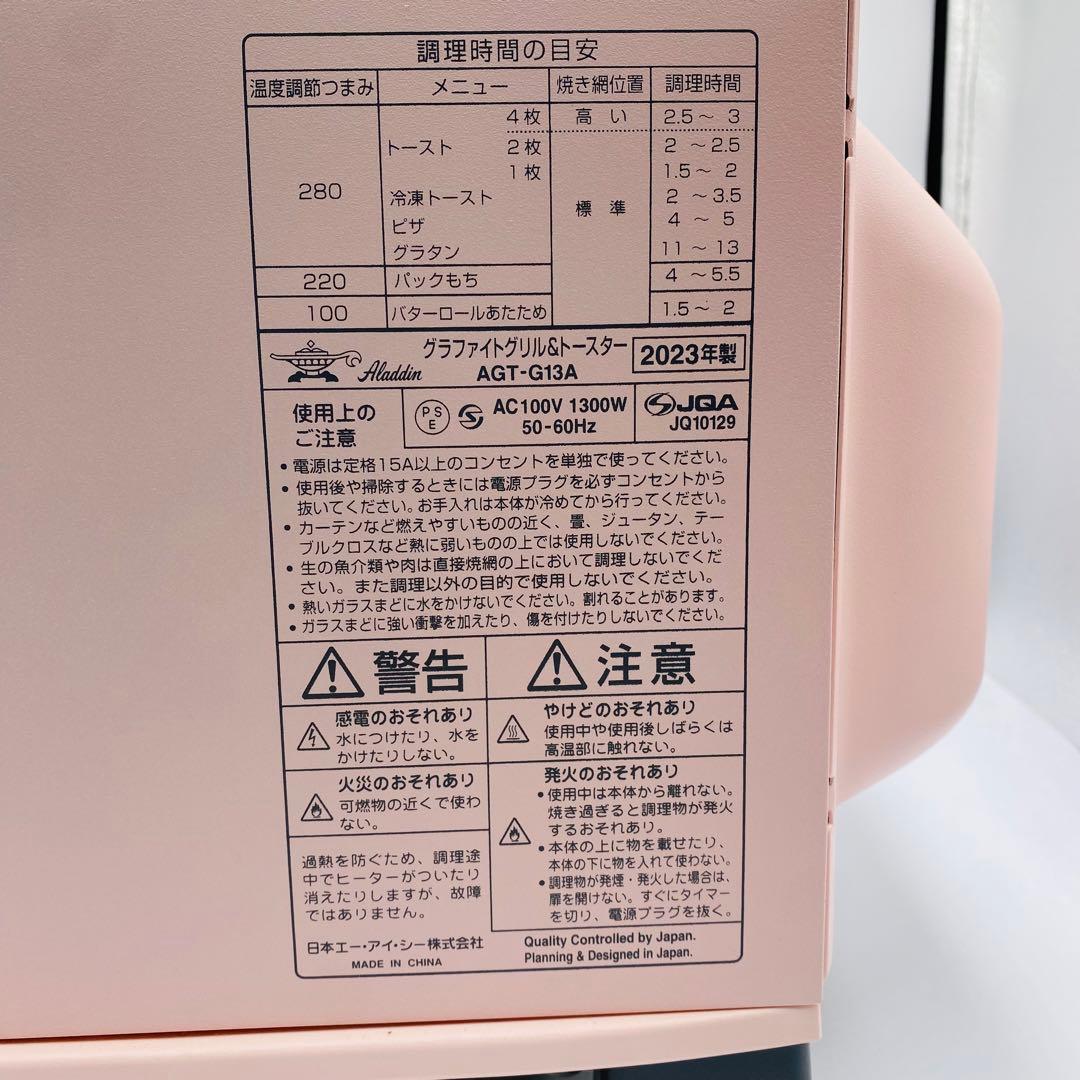 調理時間の目安
温度調節つまみ メニュー 焼き網位置 調理時間
280 トースト 4枚 高い 2.5〜3
2枚 標準 2〜2.5
1枚 1.5〜2
冷凍トースト 2〜3.5
ピザ 4〜5
グラタン 11〜13
220 パックもち 4〜5.5
100 バターロールあたため 1.5〜2
Aladdin
グラファイトグリル&トースター
AGT-G13A
2023年製
使用上の
ご注意
PSE
AC100V 1300W
50-60Hz
JQA
JQ10129
•電源は定格15A以上のコンセントを単独で使ってください。
•使用後や掃除するときには電源プラグを必ずコンセントから
抜いてください。お手入れは本体が冷めてから行ってください。
•カーテンなど燃えやすいものの近く、畳、ジュータン、テー
ブルクロスなど熱に弱いものの上では使用しないでください。
•生の魚介類や肉は直接焼網の上において調理しないでくだ
さい。また調理以外の目的で使用しないでください。
•熱いガラスまどに水をかけないでください。割れることがあります。
•ガラスまどに強い衝撃を加えたり、傷を付けたりしないでください。
警告
感電のおそれあり
水につけたり、水を
かけたりしない。
火災のおそれあり
可燃物の近くで使わ
ない。
過熱を防ぐため、調理途
中でヒーターがついたり
消えたりしますが、故障
ではありません。
日本エー・アイ・シー株式会社
MADE IN CHINA
注意
やけどのおそれあり
使用中や使用後しばらくは
高温部に触れない。
発火のおそれあり
•使用中は本体から離れない。
焼き過ぎると調理物が発火
するおそれあり。
•本体の上に物を載せたり、
本体の下に物を入れて使わない。
•調理物が発煙・発火した場合は、
扉を開けない。すぐにタイマー
を切り、電源プラグを抜く。
Quality Controlled by Japan.
Planning & Designed in Japan.